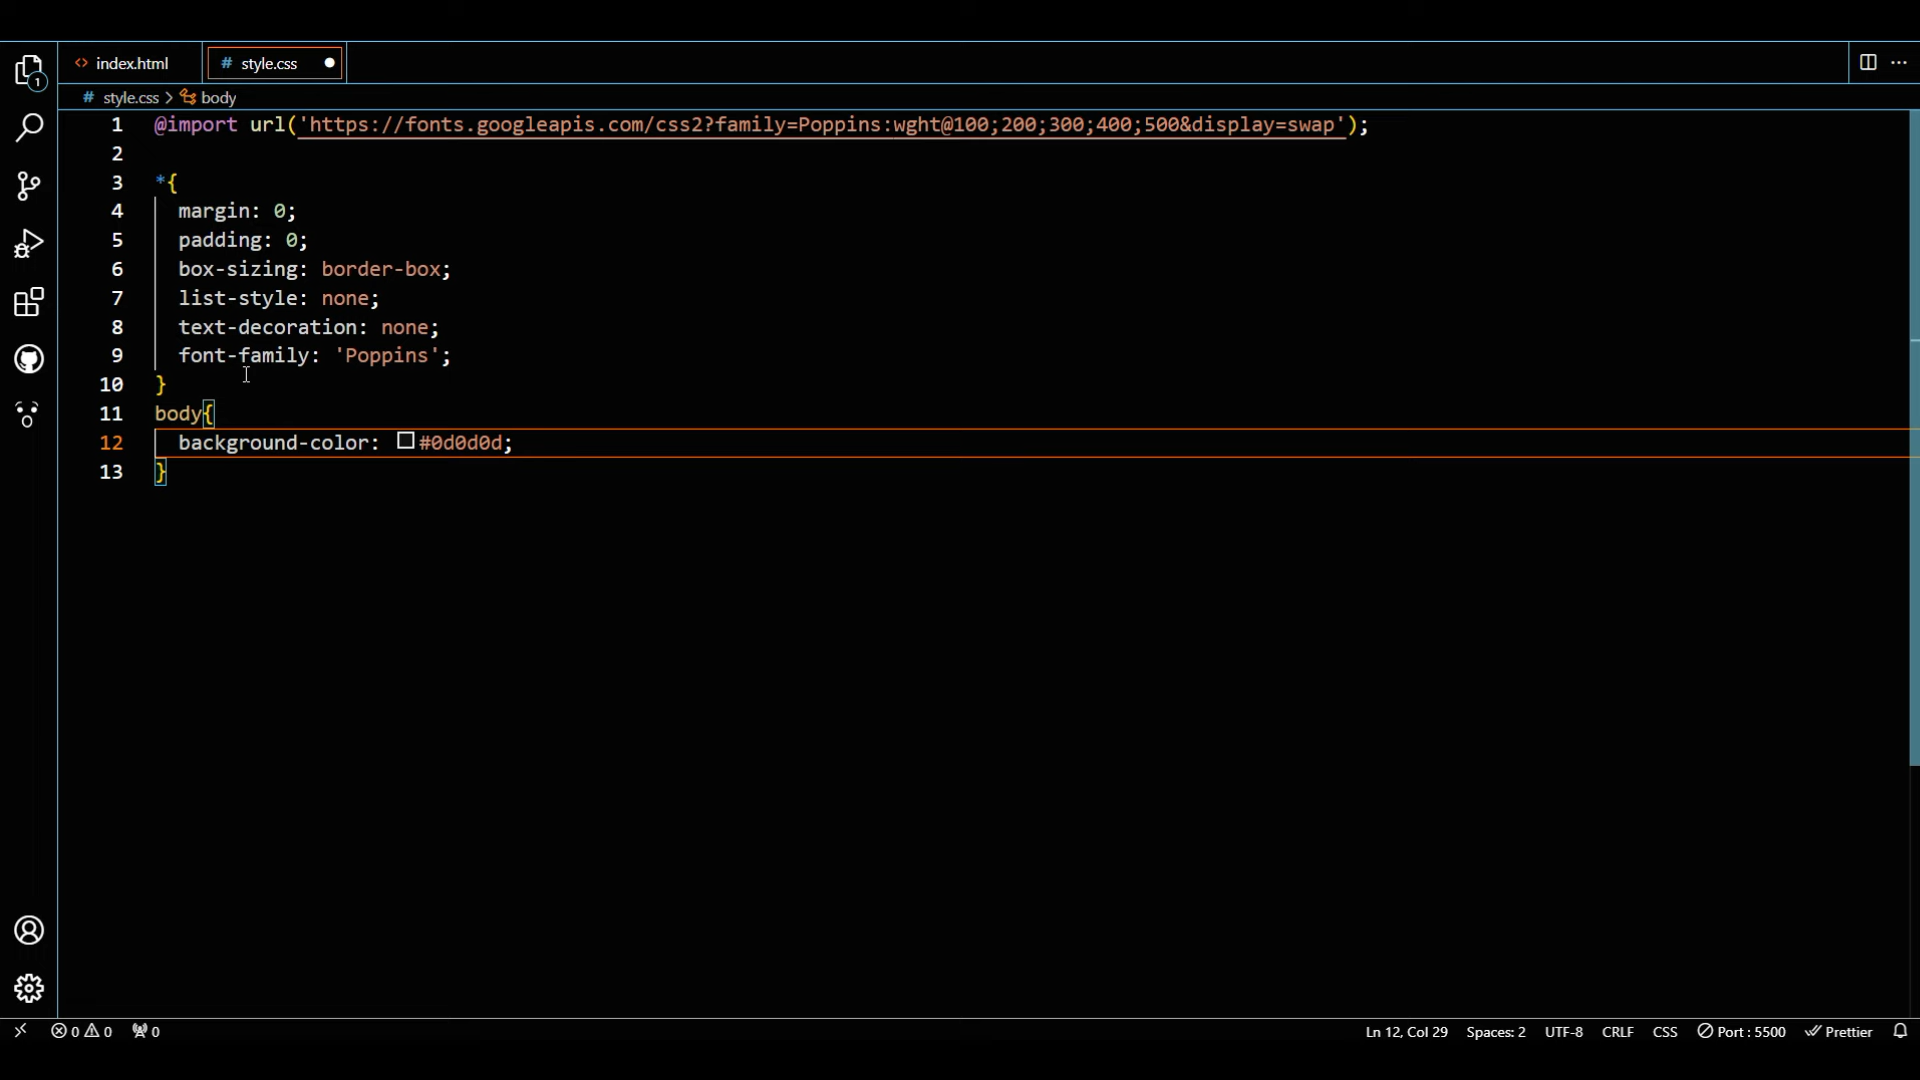 index.html
# style.css
1
# style.css > body
1 @import url('https://fonts.googleapis.com/css2?family=Poppins:wght@100;200;300;400;500&display=swap');
2
3 *{
4 margin: 0;
5 padding: 0;
6 box-sizing: border-box;
7 list-style: none;
8 text-decoration: none;
9 font-family: 'Poppins';
10 }
11 body{
12 background-color: #0d0d0d;
13 }
0 0 0 Ln 12, Col 29 Spaces: 2 UTF-8 CRLF CSS Port : 5500 Prettier